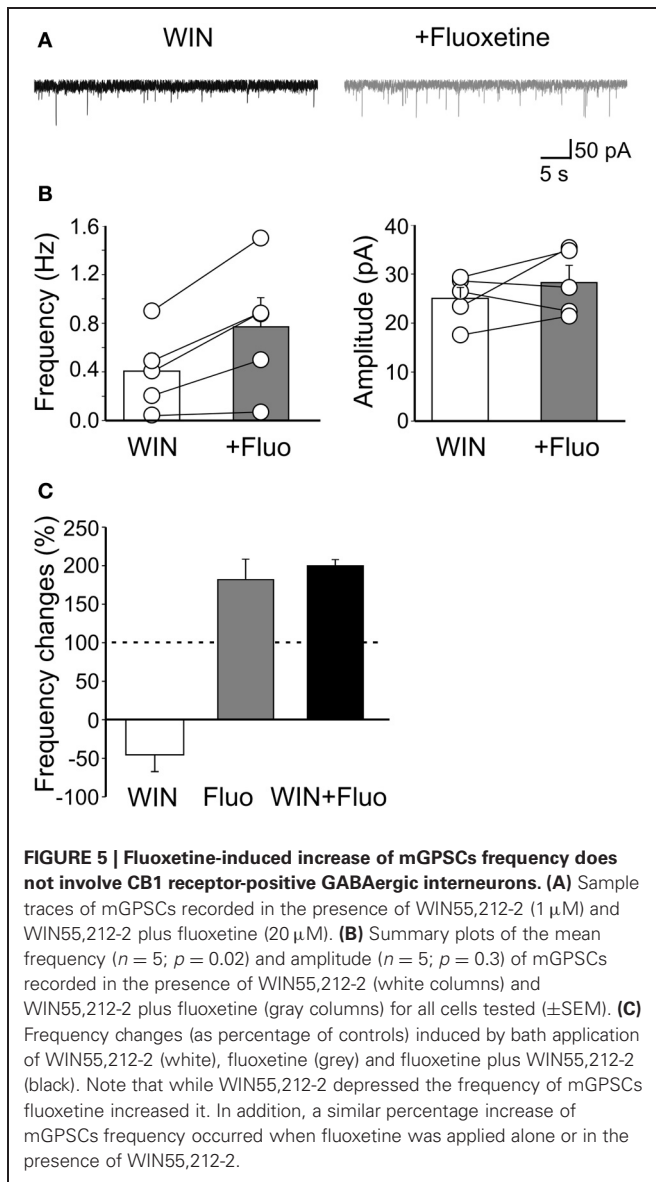 A
WIN
+Fluoxetine
50 pA
5 s
B
Frequency (Hz)
1.6
1.2
0.8
0.4
0.0
WIN
+Fluo
Amplitude (pA)
40
30
20
10
0
WIN
+Fluo
C
Frequency changes (%)
250
200
150
100
50
0
-50
-100
WIN
Fluo
WIN+Fluo
FIGURE 5 | Fluoxetine-induced increase of mGPSCs frequency does
not involve CB1 receptor-positive GABAergic interneurons. (A) Sample
traces of mGPSCs recorded in the presence of WIN55,212-2 (1 μM) and
WIN55,212-2 plus fluoxetine (20 μM). (B) Summary plots of the mean
frequency (n = 5; p = 0.02) and amplitude (n = 5; p = 0.3) of mGPSCs
recorded in the presence of WIN55,212-2 (white columns) and
WIN55,212-2 plus fluoxetine (gray columns) for all cells tested (±SEM). (C)
Frequency changes (as percentage of controls) induced by bath application
of WIN55,212-2 (white), fluoxetine (grey) and fluoxetine plus WIN55,212-2
(black). Note that while WIN55,212-2 depressed the frequency of mGPSCs
fluoxetine increased it. In addition, a similar percentage increase of
mGPSCs frequency occurred when fluoxetine was applied alone or in the
presence of WIN55,212-2.